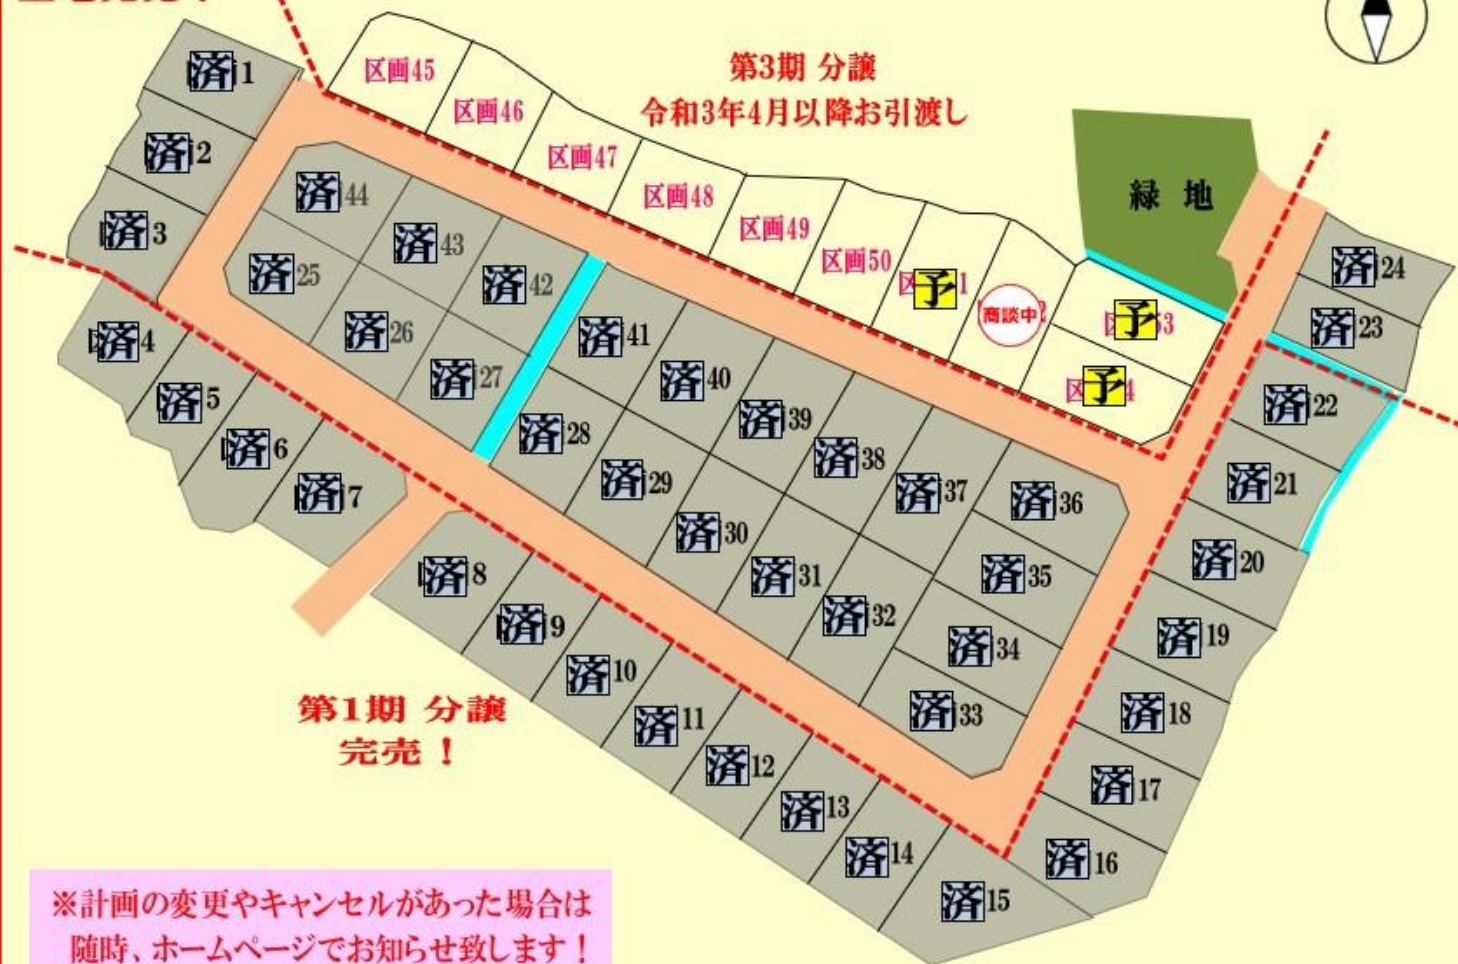 第3期 分譲
令和3年4月以降お引渡し
区画45
区画46
区画47
区画48
区画49
区画50
予
商談中
予
予
緑 地
済1
済2
済3
済4
済5
済6
済7
済8
済9
済10
済11
済12
済13
済14
済15
済16
済17
済18
済19
済20
済21
済22
済23
済24
済25
済26
済27
済28
済29
済30
済31
済32
済33
済34
済35
済36
済37
済38
済39
済40
済41
済42
済43
済44
第1期 分譲
完売！
※計画の変更やキャンセルがあった場合は
随時、ホームページでお知らせ致します！